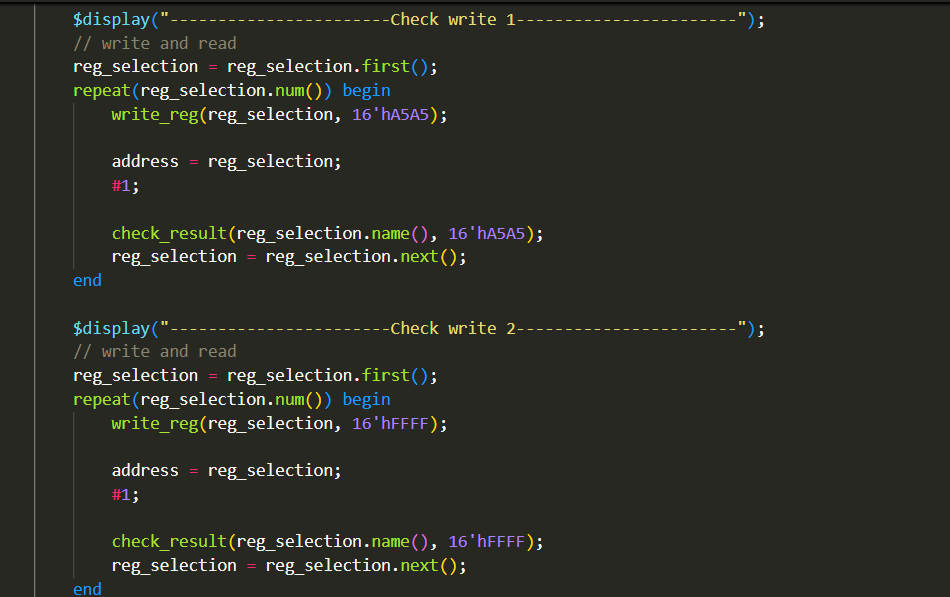 $display("-----------------------Check write 1-----------------------");
// write and read
reg_selection = reg_selection.first();
repeat(reg_selection.num()) begin
write_reg(reg_selection, 16'hA5A5);
address = reg_selection;
#1;
check_result(reg_selection.name(), 16'hA5A5);
reg_selection = reg_selection.next();
end
$display("-----------------------Check write 2-----------------------");
// write and read
reg_selection = reg_selection.first();
repeat(reg_selection.num()) begin
write_reg(reg_selection, 16'hFFFF);
address = reg_selection;
#1;
check_result(reg_selection.name(), 16'hFFFF);
reg_selection = reg_selection.next();
end